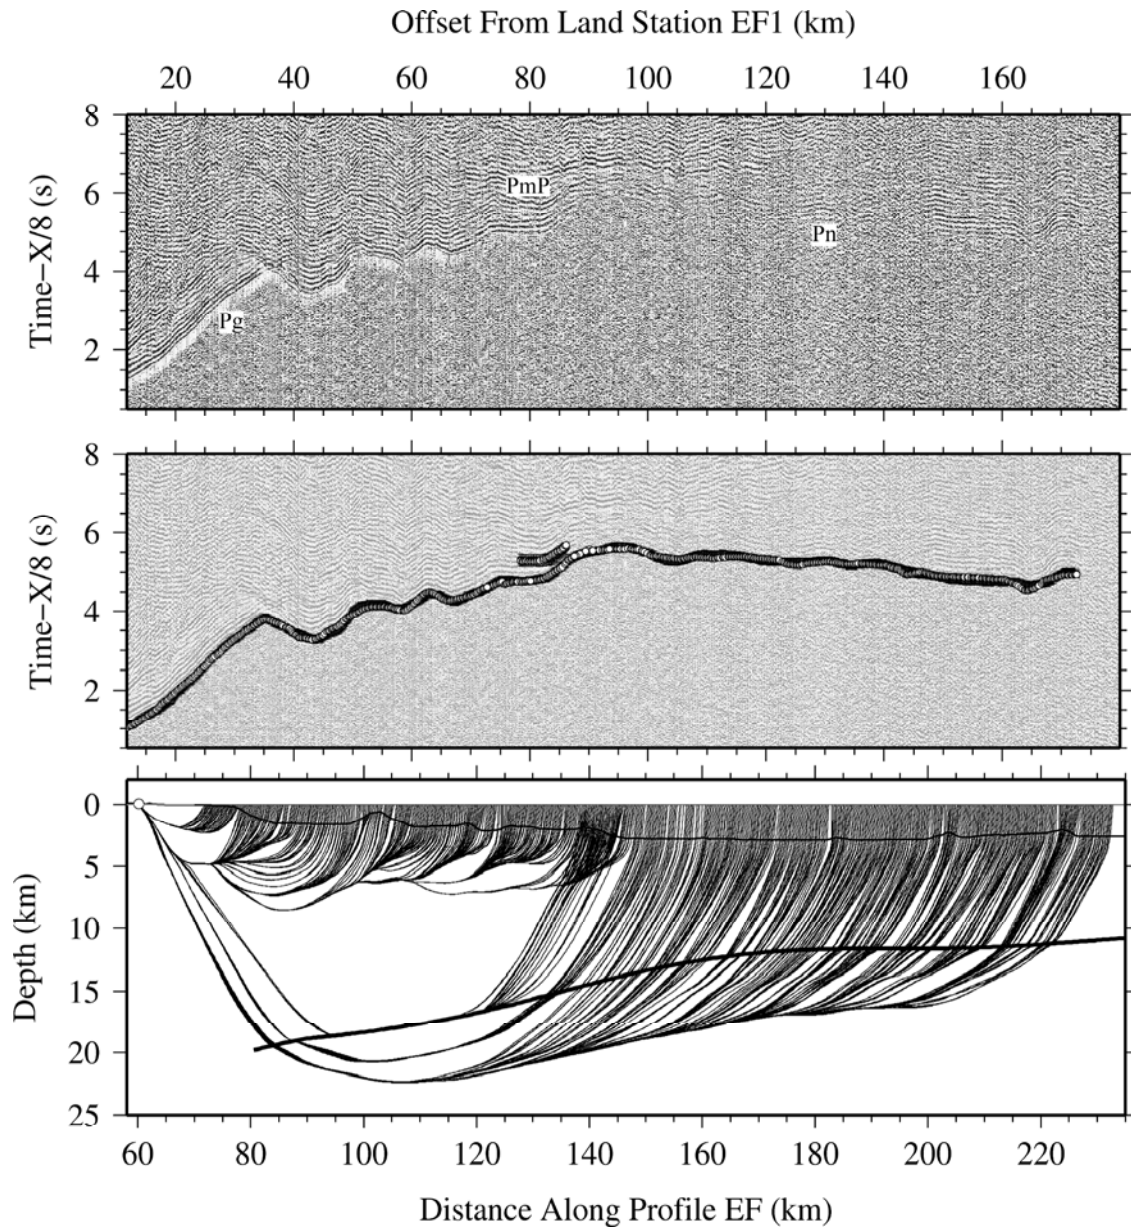 Offset From Land Station EF1 (km)
20 40 60 80 100 120 140 160
8
6
4
2
Time−X/8 (s)
PmP
Pn
Pg
8
6
4
2
Time−X/8 (s)
0
5
10
15
20
25
Depth (km)
60 80 100 120 140 160 180 200 220
Distance Along Profile EF (km)